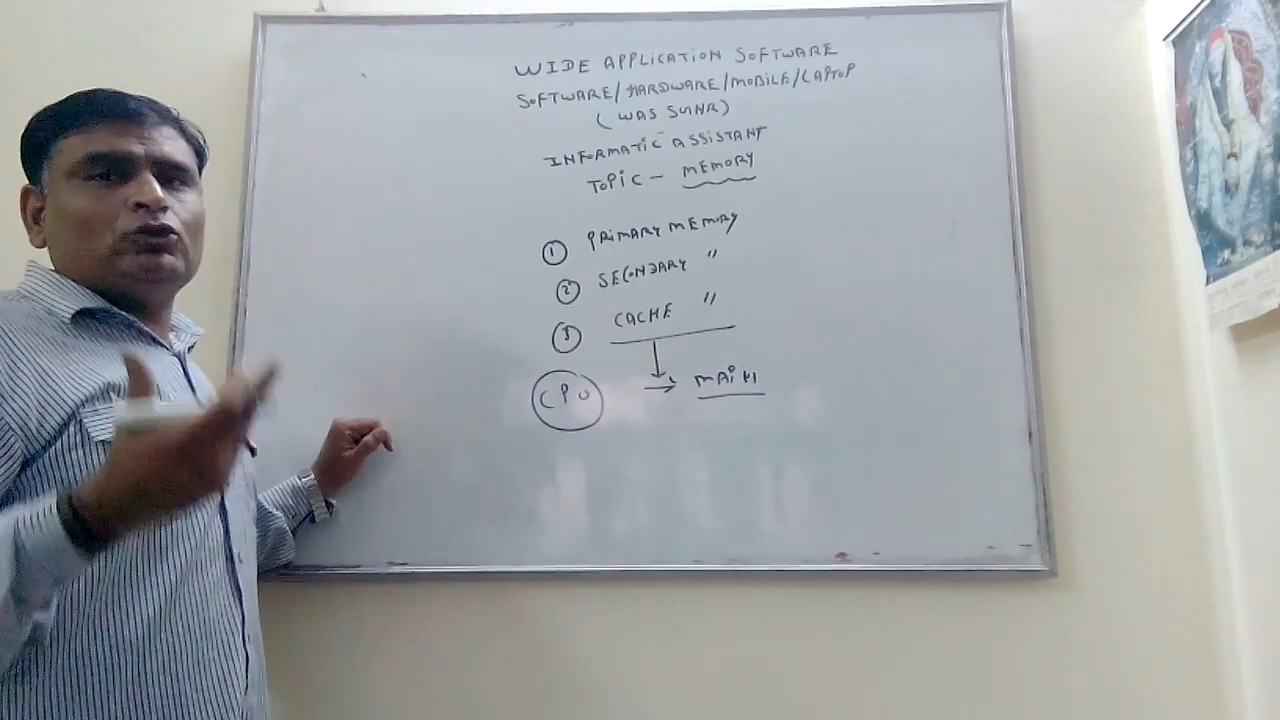 WIDE APPLICATION SOFTWARE
SOFTWARE/HARDWARE/MOBILE/LAPTOP
(WAS SUNR)
INFORMATIC ASSISTANT
TOPIC - MEMORY
① PRIMARY MEMORY
② SECONDARY "
③ CACHE "
CPU → MAIN